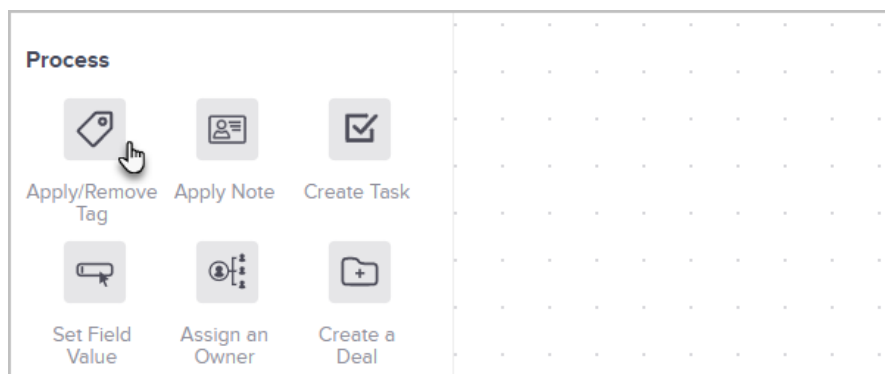 Process
Apply/Remove
Tag
Apply Note
Create Task
Set Field
Value
Assign an
Owner
Create a
Deal